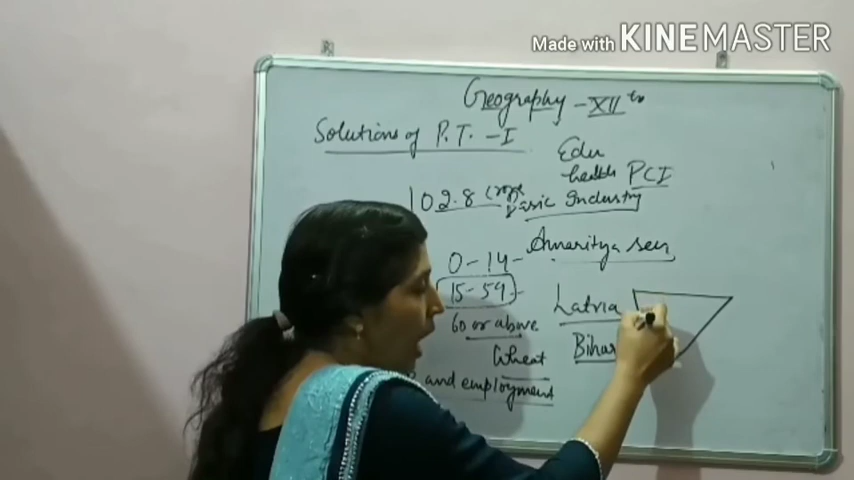 Made with KINEMASTER
Geography - XIIth
Solutions of P.T. - I
Edu
health PCI
102.8 Crore
Basic Industry
Amaritya sen
0 - 14 -
15 - 59 -
Latvia
60 or above
Bihar
Wheat
and employment